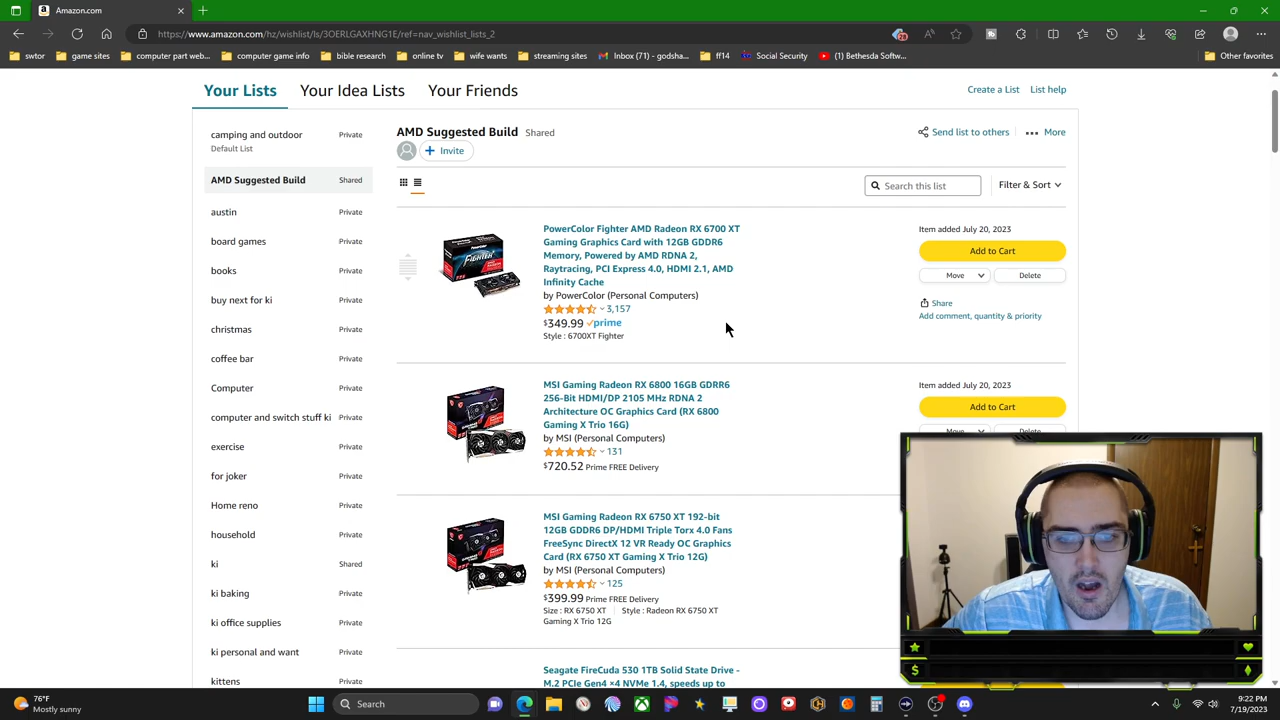 Amazon.com
https://www.amazon.com/hz/wishlist/ls/3OERLGAXHNG1E/ref=nav_wishlist_lists_2
swtor
game sites
computer part web...
computer game info
bible research
online tv
wife wants
streaming sites
Inbox (71) - godsha...
ff14
Social Security
(1) Bethesda Softw...
Other favorites
Your Lists
Your Idea Lists
Your Friends
Create a List
List help
camping and outdoor Private
Default List
AMD Suggested Build Shared
austin Private
board games Private
books Private
buy next for ki Private
christmas Private
coffee bar Private
Computer Private
computer and switch stuff ki Private
exercise Private
for joker Private
Home reno Private
household Private
ki Shared
ki baking Private
ki office supplies Private
ki personal and want Private
kittens Private
AMD Suggested Build Shared
Send list to others
More
+ Invite
Search this list
Filter & Sort
PowerColor Fighter AMD Radeon RX 6700 XT
Gaming Graphics Card with 12GB GDDR6
Memory, Powered by AMD RDNA 2,
Raytracing, PCI Express 4.0, HDMI 2.1, AMD
Infinity Cache
by PowerColor (Personal Computers)
3,157
$349.99 prime
Style : 6700XT Fighter
Item added July 20, 2023
Add to Cart
Move
Delete
Share
Add comment, quantity & priority
MSI Gaming Radeon RX 6800 16GB GDRR6
256-Bit HDMI/DP 2105 MHz RDNA 2
Architecture OC Graphics Card (RX 6800
Gaming X Trio 16G)
by MSI (Personal Computers)
131
$720.52 Prime FREE Delivery
Item added July 20, 2023
Add to Cart
Move
Delete
MSI Gaming Radeon RX 6750 XT 192-bit
12GB GDDR6 DP/HDMI Triple Torx 4.0 Fans
FreeSync DirectX 12 VR Ready OC Graphics
Card (RX 6750 XT Gaming X Trio 12G)
by MSI (Personal Computers)
125
$399.99 Prime FREE Delivery
Size : RX 6750 XT Style : Radeon RX 6750 XT
Gaming X Trio 12G
Seagate FireCuda 530 1TB Solid State Drive -
M.2 PCIe Gen4 ×4 NVMe 1.4, speeds up to
76°F
Mostly sunny
Search
9:22 PM
7/19/2023